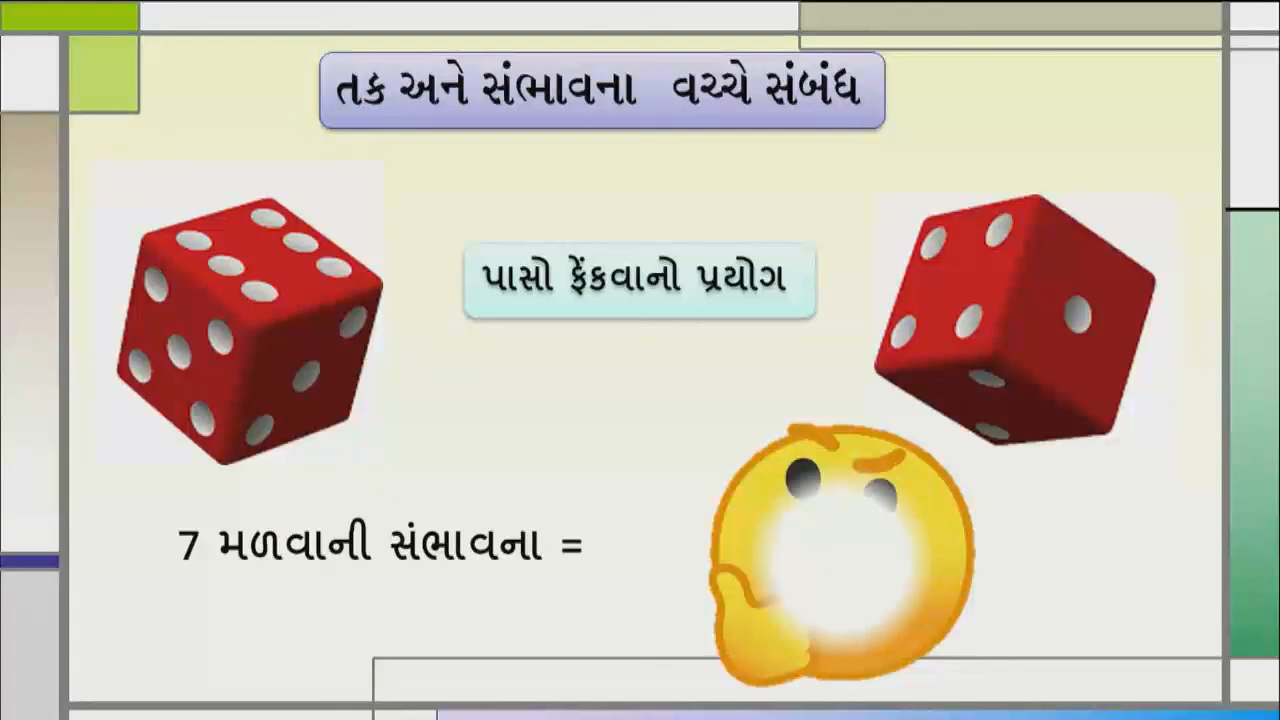 તક અને સંભાવના વચ્ચે સંબંધ
પાસો ફેંકવાનો પ્રયોગ
7 મળવાની સંભાવના =